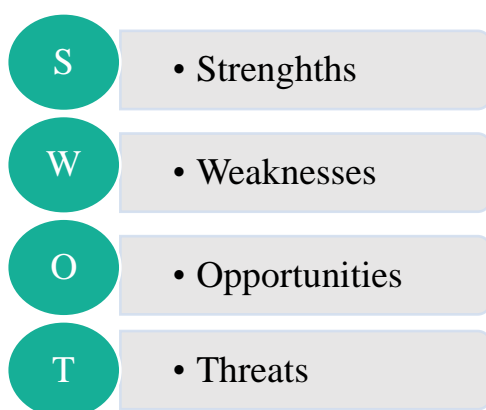 S
• Strenghths
W
• Weaknesses
O
• Opportunities
T
• Threats